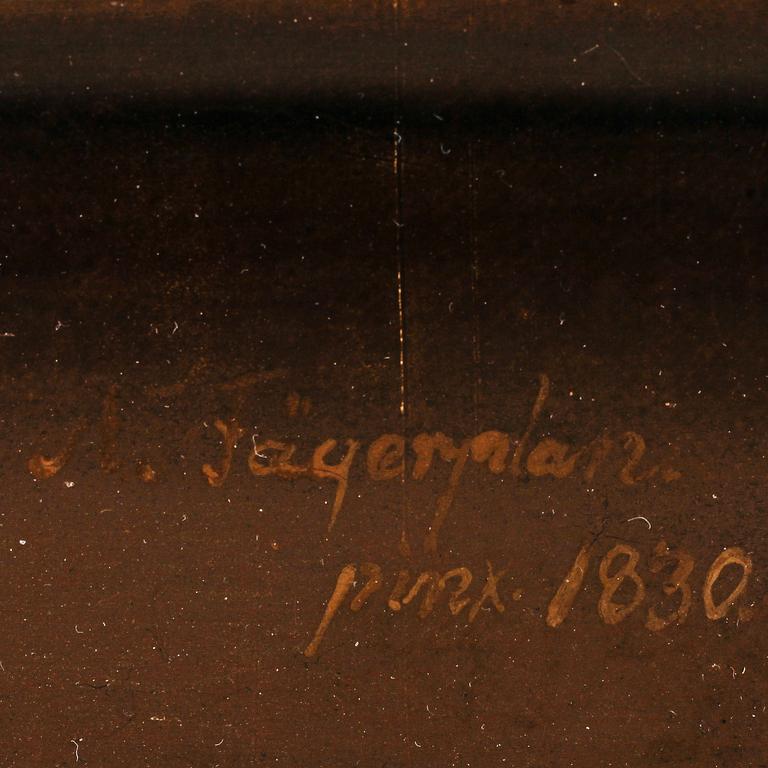 A. Jägerplan.
pinx. 1830.